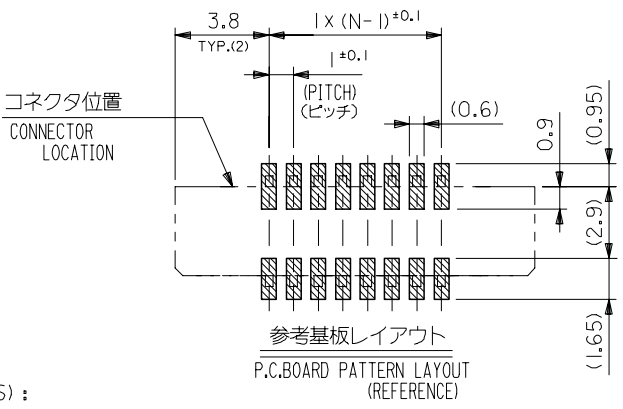 3.8
TYP.(2)
1×(N-1)±0.1
1±0.1
(PITCH)
(ピッチ)
(0.6)
0.9
(0.95)
コネクタ位置
CONNECTOR
LOCATION
(2.9)
(1.65)
参考基板レイアウト
P.C.BOARD PATTERN LAYOUT
(REFERENCE)
S) :